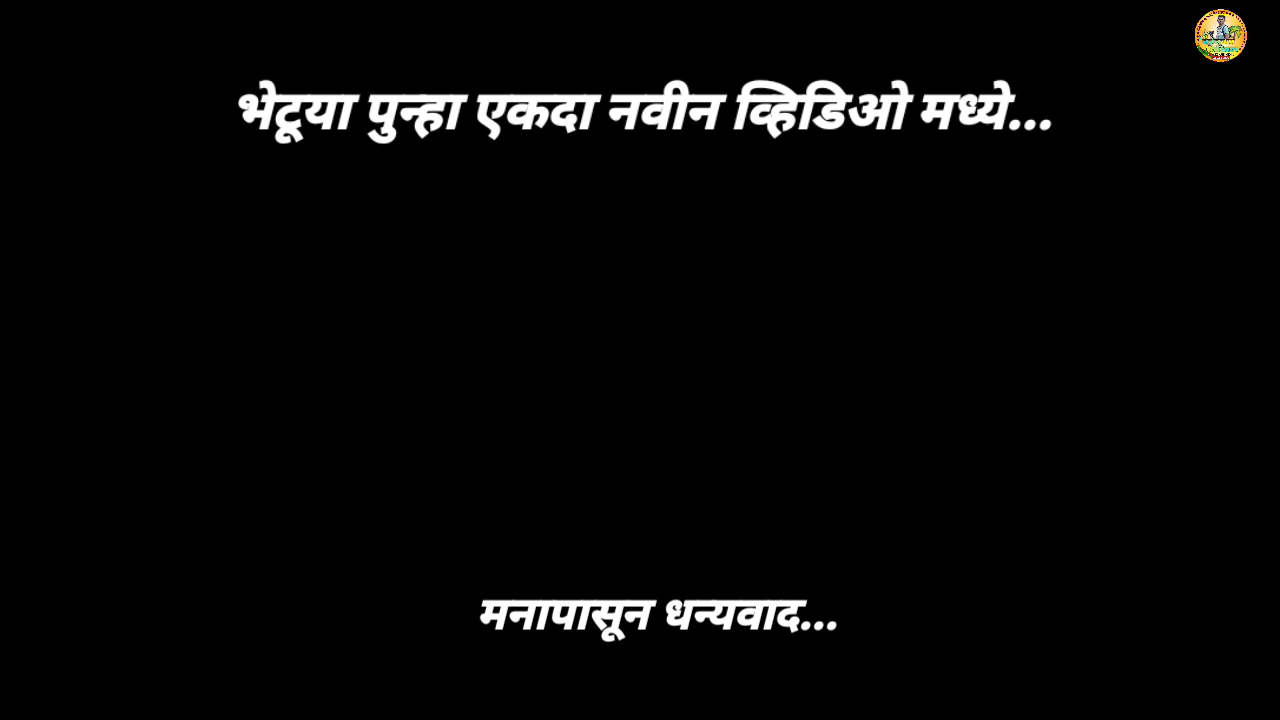 भेटूया पुन्हा एकदा नवीन व्हिडिओ मध्ये...
मनापासून धन्यवाद...